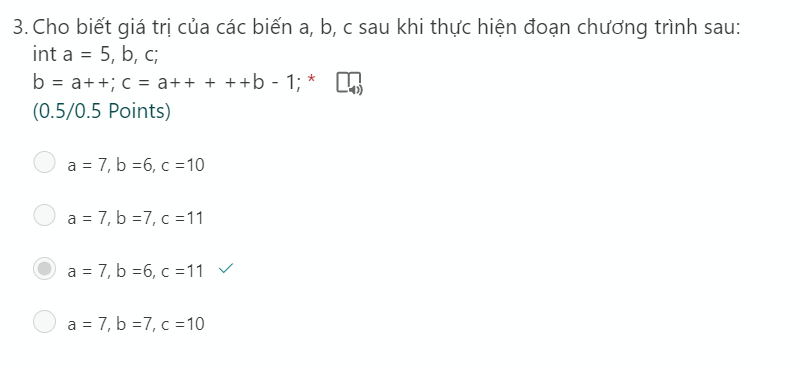 3. Cho biết giá trị của các biến a, b, c sau khi thực hiện đoạn chương trình sau:
int a = 5, b, c;
b = a++; c = a++ + ++b - 1; *
(0.5/0.5 Points)
a = 7, b =6, c =10
a = 7, b =7, c =11
a = 7, b =6, c =11
a = 7, b =7, c =10